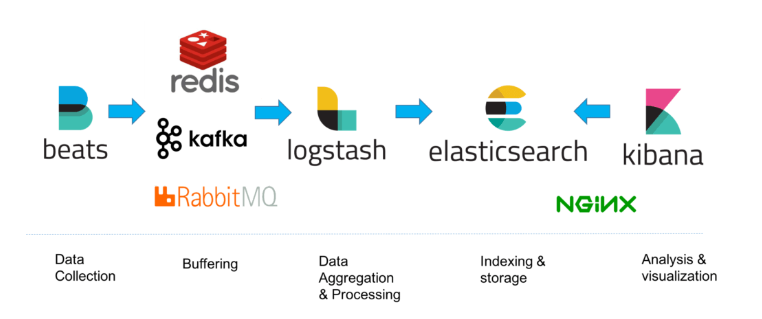 redis
beats
kafka
logstash
elasticsearch
kibana
RabbitMQ
NGINX
Data
Collection
Buffering
Data
Aggregation
& Processing
Indexing &
storage
Analysis &
visualization